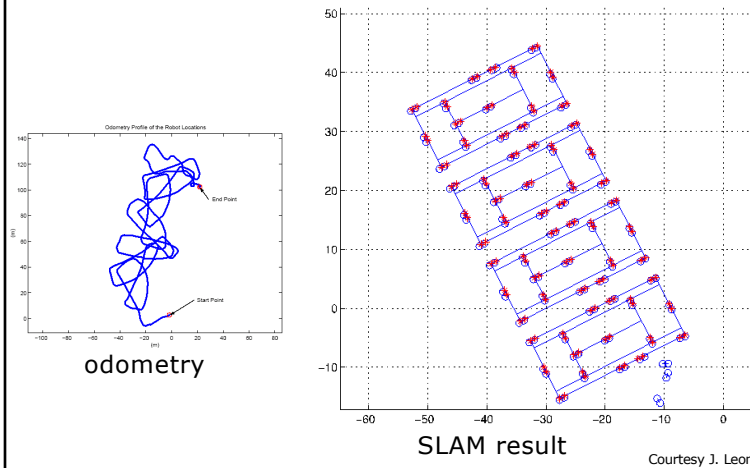 Odometry Profile of the Robot Locations
140
120
100
80
60
40
20
0
(m)
End Point
Start Point
-100 -80 -60 -40 -20 0 20 40 60 80
(m)
odometry
50
40
30
20
10
0
−10
−60 −50 −40 −30 −20 −10 0
SLAM result
Courtesy J. Leon